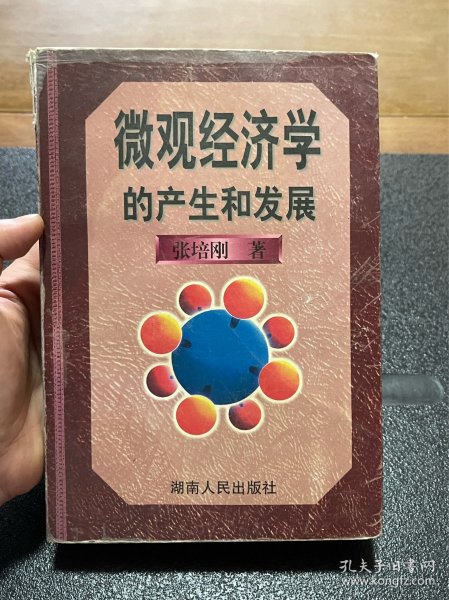 微观经济学
的产生和发展
张培刚 著
湖南人民出版社
孔夫子旧书网
www.kongfz.com